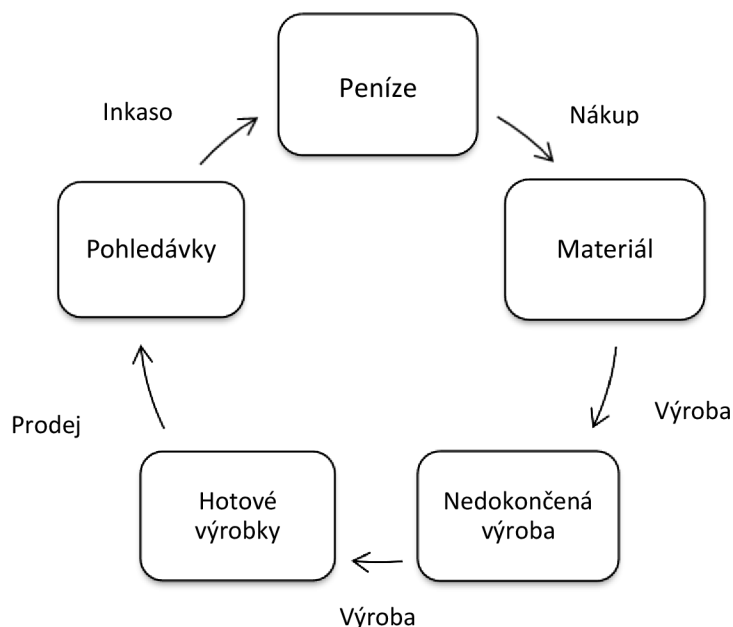 Peníze
Inkaso
Nákup
Pohledávky
Materiál
Výroba
Prodej
Hotové
výrobky
Nedokončená
výroba
Výroba